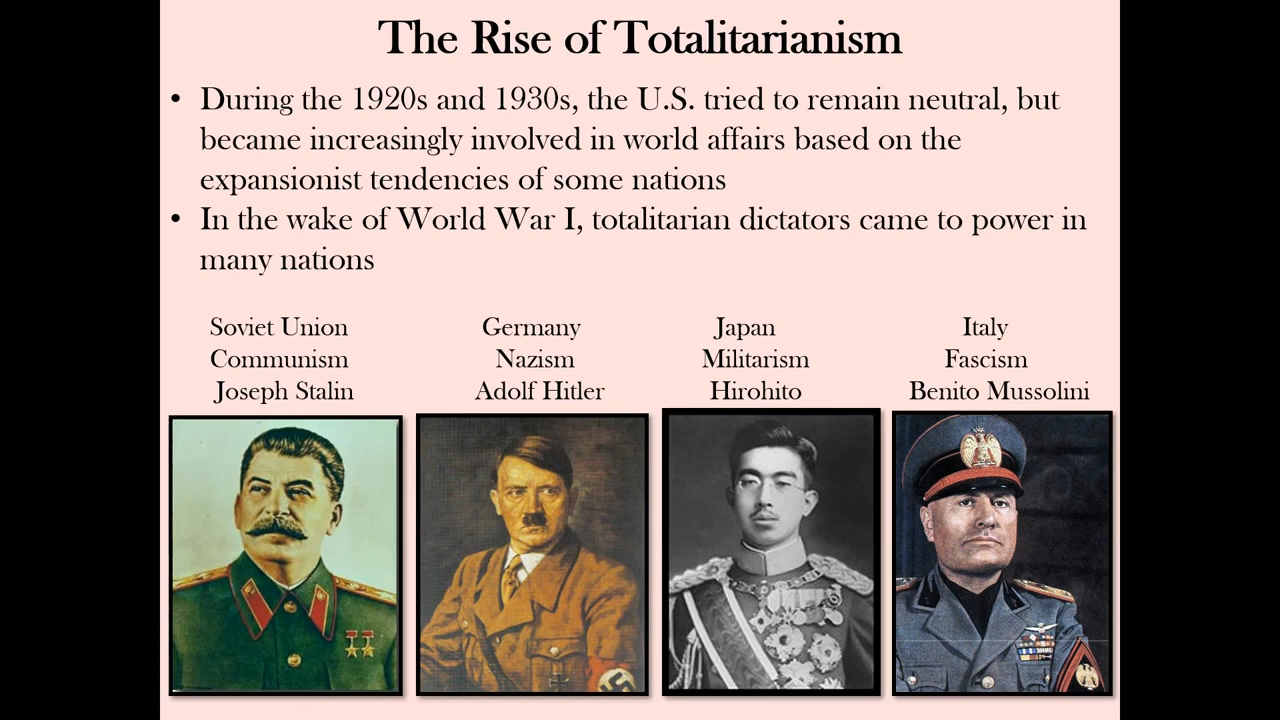 The Rise of Totalitarianism
• During the 1920s and 1930s, the U.S. tried to remain neutral, but
became increasingly involved in world affairs based on the
expansionist tendencies of some nations
• In the wake of World War I, totalitarian dictators came to power in
many nations
Soviet Union
Communism
Joseph Stalin
Germany
Nazism
Adolf Hitler
Japan
Militarism
Hirohito
Italy
Fascism
Benito Mussolini